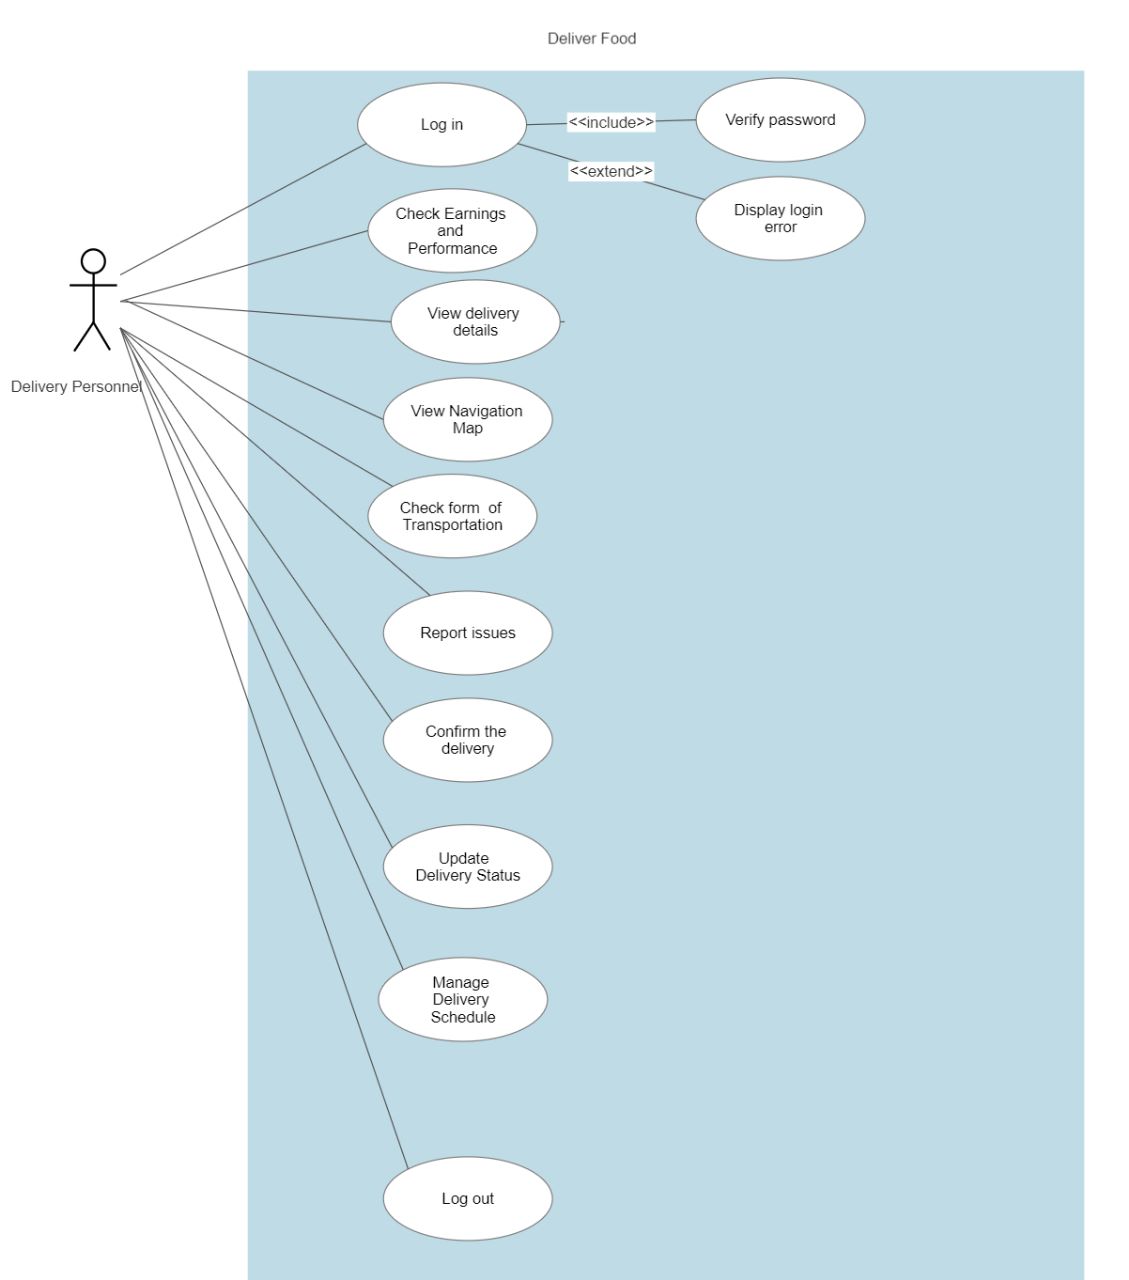 Deliver Food
Log in
<<include>>
Verify password
<<extend>>
Display login
error
Check Earnings
and
Performance
View delivery
details
Delivery Personnel
View Navigation
Map
Check form  of
Transportation
Report issues
Confirm the
delivery
Update
Delivery Status
Manage
Delivery
Schedule
Log out